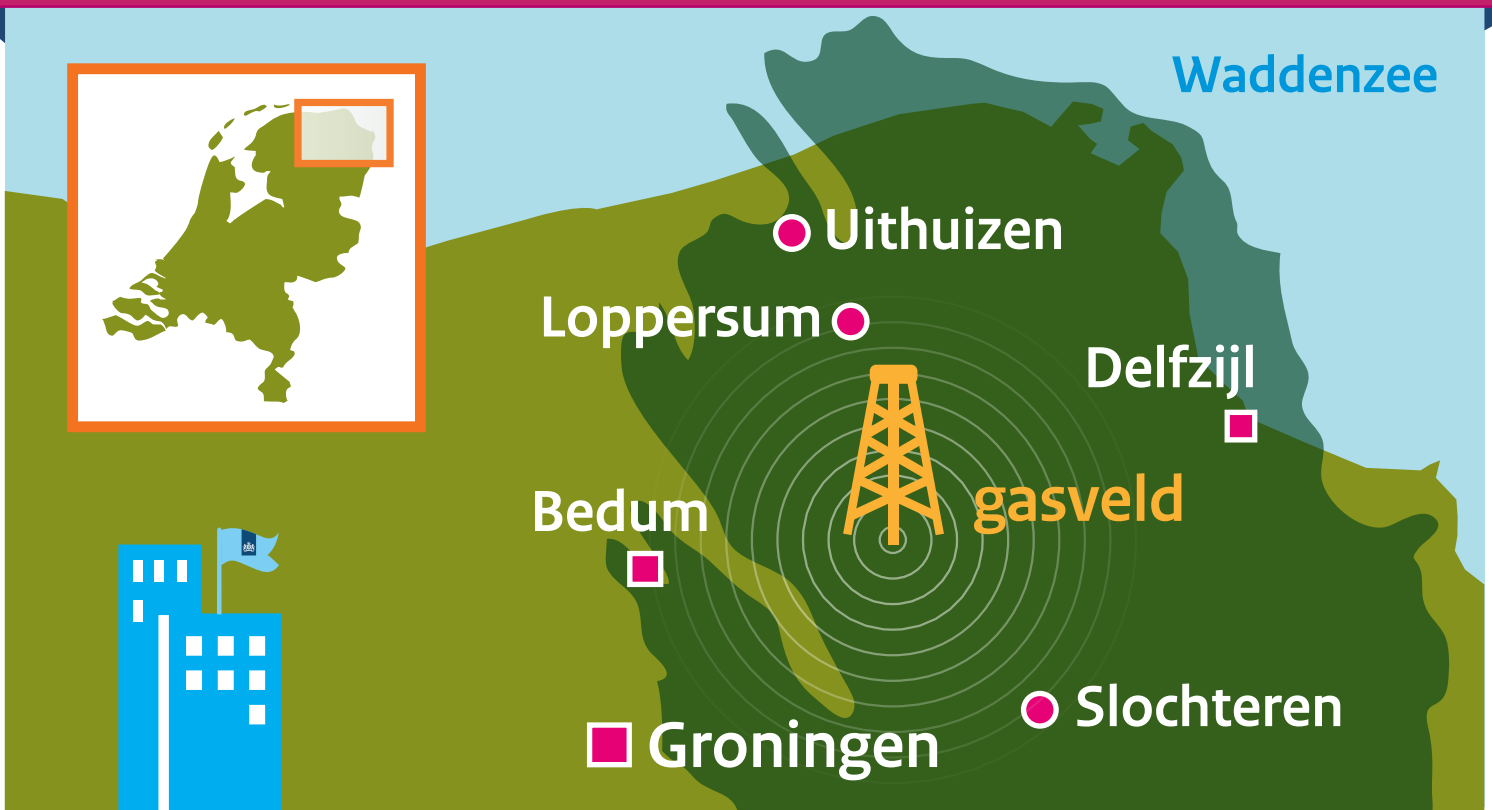 Waddenzee
Uithuizen
Loppersum
Delfzijl
gasveld
Bedum
Slochteren
Groningen